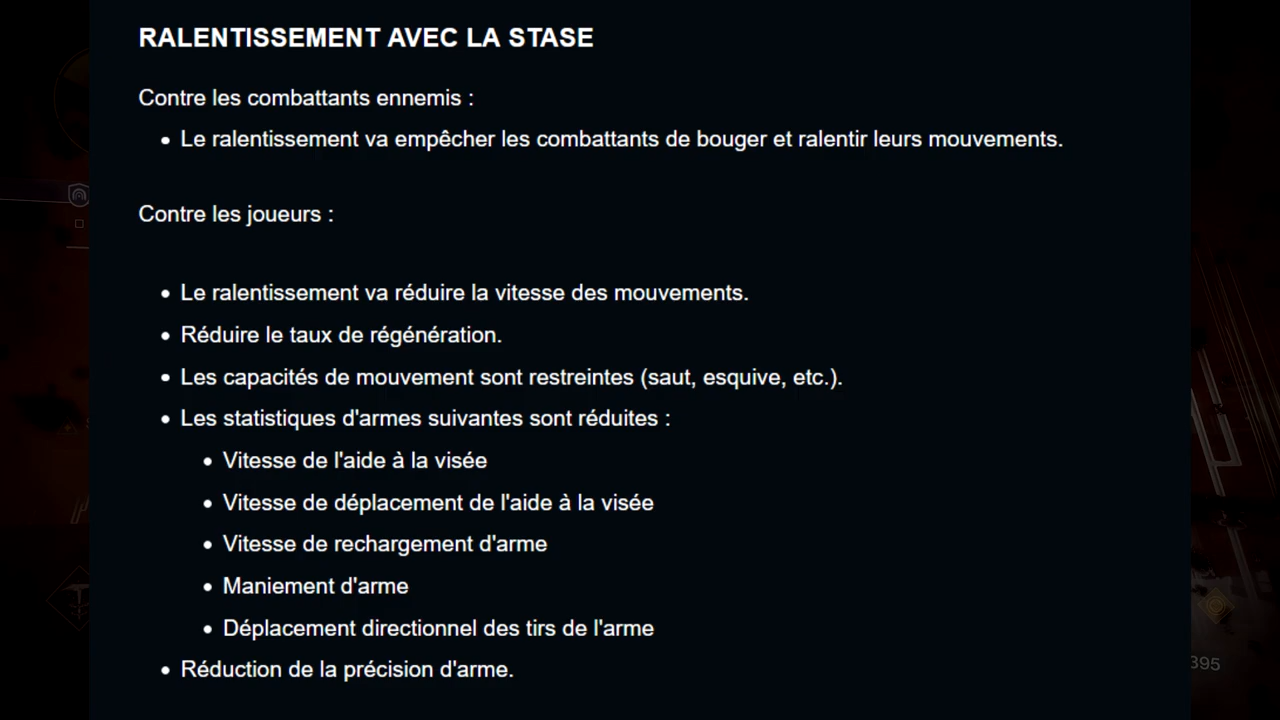 RALENTISSEMENT AVEC LA STASE
Contre les combattants ennemis :
• Le ralentissement va empêcher les combattants de bouger et ralentir leurs mouvements.
Contre les joueurs :
• Le ralentissement va réduire la vitesse des mouvements.
• Réduire le taux de régénération.
• Les capacités de mouvement sont restreintes (saut, esquive, etc.).
• Les statistiques d'armes suivantes sont réduites :
• Vitesse de l'aide à la visée
• Vitesse de déplacement de l'aide à la visée
• Vitesse de rechargement d'arme
• Maniement d'arme
• Déplacement directionnel des tirs de l'arme
395
• Réduction de la précision d'arme.